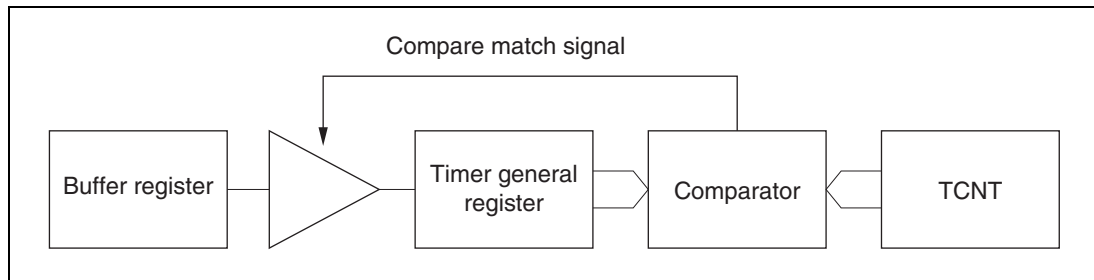 Compare match signal
Buffer register
Timer general
register
Comparator
TCNT